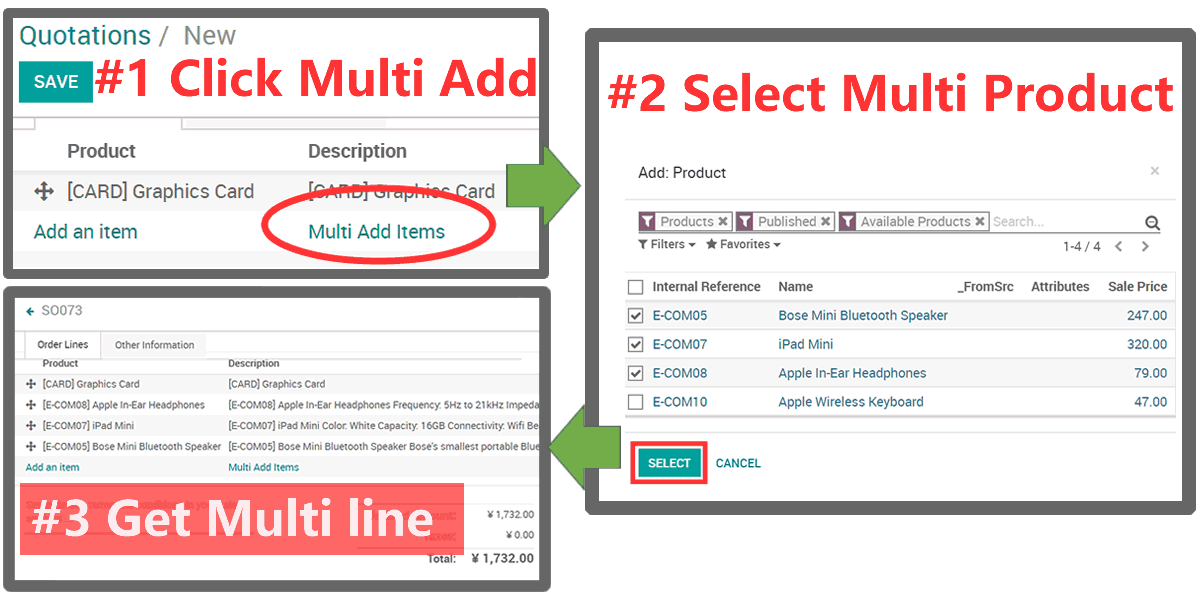 Quotations / New
SAVE #1 Click Multi Add
Product Description
[CARD] Graphics Card [CARD] Graphics Card
Add an item Multi Add Items
#2 Select Multi Product
Add: Product ×
Products × Published × Available Products × Search...
Filters Favorites 1-4 / 4
Internal Reference Name _FromSrc Attributes Sale Price
E-COM05 Bose Mini Bluetooth Speaker 247.00
E-COM07 iPad Mini 320.00
E-COM08 Apple In-Ear Headphones 79.00
E-COM10 Apple Wireless Keyboard 47.00
SELECT CANCEL
SO073
Order Lines Other Information
Product Description
[CARD] Graphics Card [CARD] Graphics Card
[E-COM08] Apple In-Ear Headphones [E-COM08] Apple In-Ear Headphones Frequency: 5Hz to 21kHz Impeda
[E-COM07] iPad Mini [E-COM07] iPad Mini Color: White Capacity: 16GB Connectivity: Wifi Be
[E-COM05] Bose Mini Bluetooth Speaker [E-COM05] Bose Mini Bluetooth Speaker Bose's smallest portable Blue
Add an item Multi Add Items
#3 Get Multi line
¥ 1,732.00
¥ 0.00
Total: ¥ 1,732.00